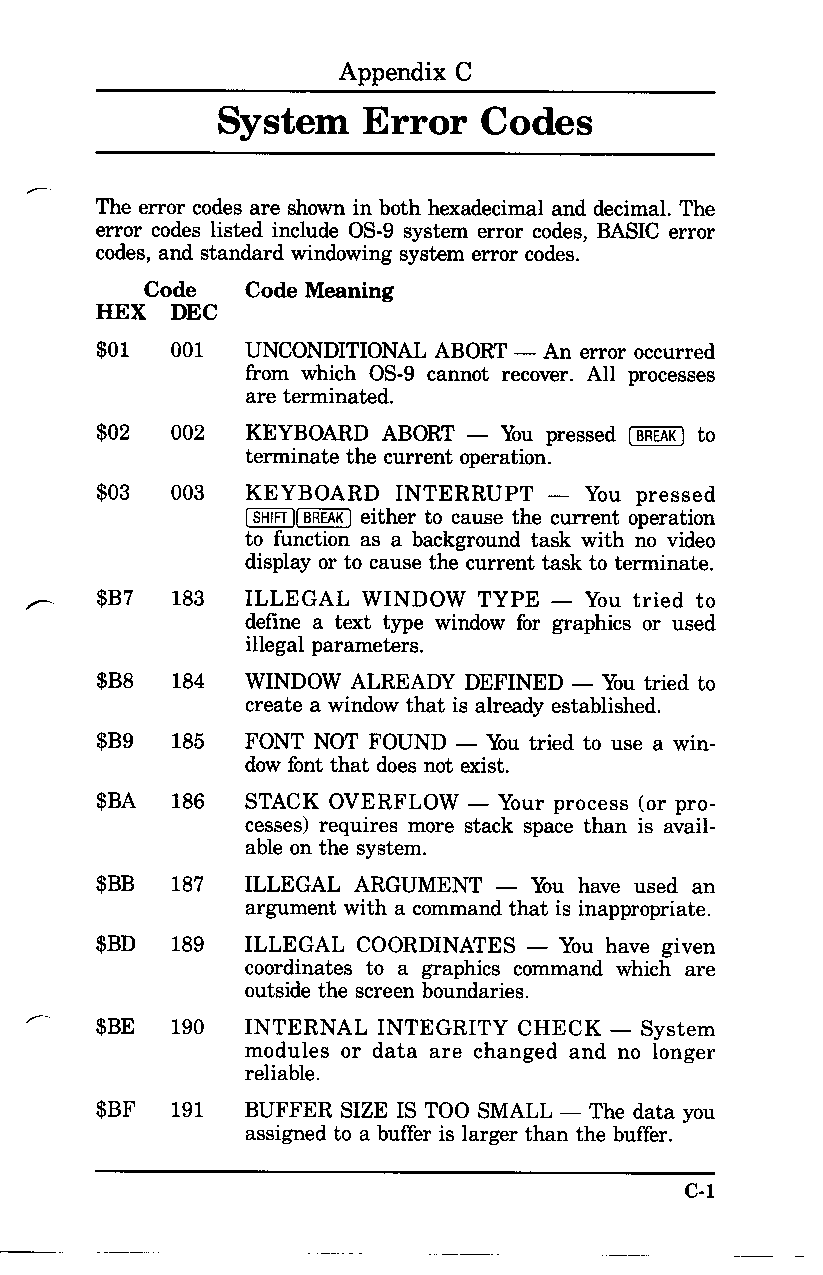 Appendix C
System Error Codes
The error codes are shown in both hexadecimal and decimal. The
error codes listed include OS-9 system error codes, BASIC error
codes, and standard windowing system error codes.
Code Code Meaning
HEX DEC
$01 001 UNCONDITIONAL ABORT — An error occurred
from which OS-9 cannot recover. All processes
are terminated.
$02 002 KEYBOARD ABORT — You pressed BREAK to
terminate the current operation.
$03 003 KEYBOARD INTERRUPT — You pressed
SHIFT BREAK either to cause the current operation
to function as a background task with no video
display or to cause the current task to terminate.
$B7 183 ILLEGAL WINDOW TYPE — You tried to
define a text type window for graphics or used
illegal parameters.
$B8 184 WINDOW ALREADY DEFINED — You tried to
create a window that is already established.
$B9 185 FONT NOT FOUND — You tried to use a win-
dow font that does not exist.
$BA 186 STACK OVERFLOW — Your process (or pro-
cesses) requires more stack space than is avail-
able on the system.
$BB 187 ILLEGAL ARGUMENT — You have used an
argument with a command that is inappropriate.
$BD 189 ILLEGAL COORDINATES — You have given
coordinates to a graphics command which are
outside the screen boundaries.
$BE 190 INTERNAL INTEGRITY CHECK — System
modules or data are changed and no longer
reliable.
$BF 191 BUFFER SIZE IS TOO SMALL — The data you
assigned to a buffer is larger than the buffer.
C-1